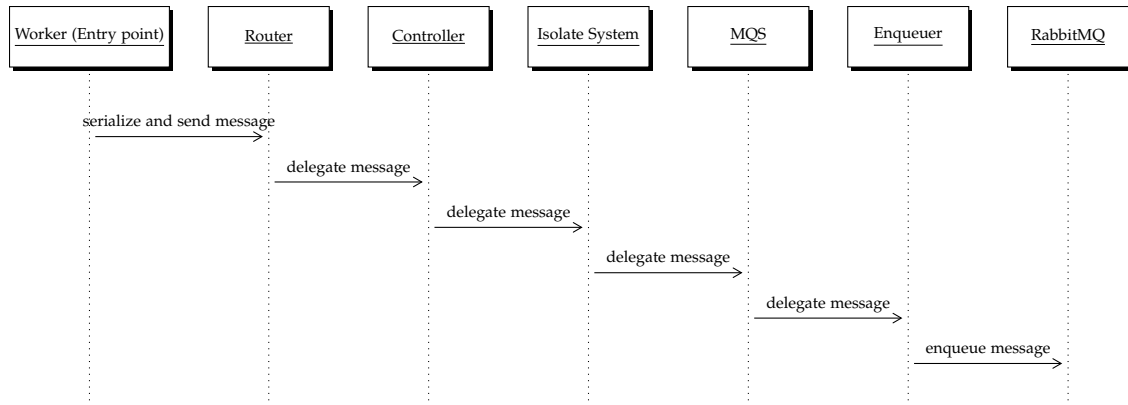 Worker (Entry point) Router Controller Isolate System MQS Enqueuer RabbitMQ
serialize and send message
delegate message
delegate message
delegate message
delegate message
enqueue message